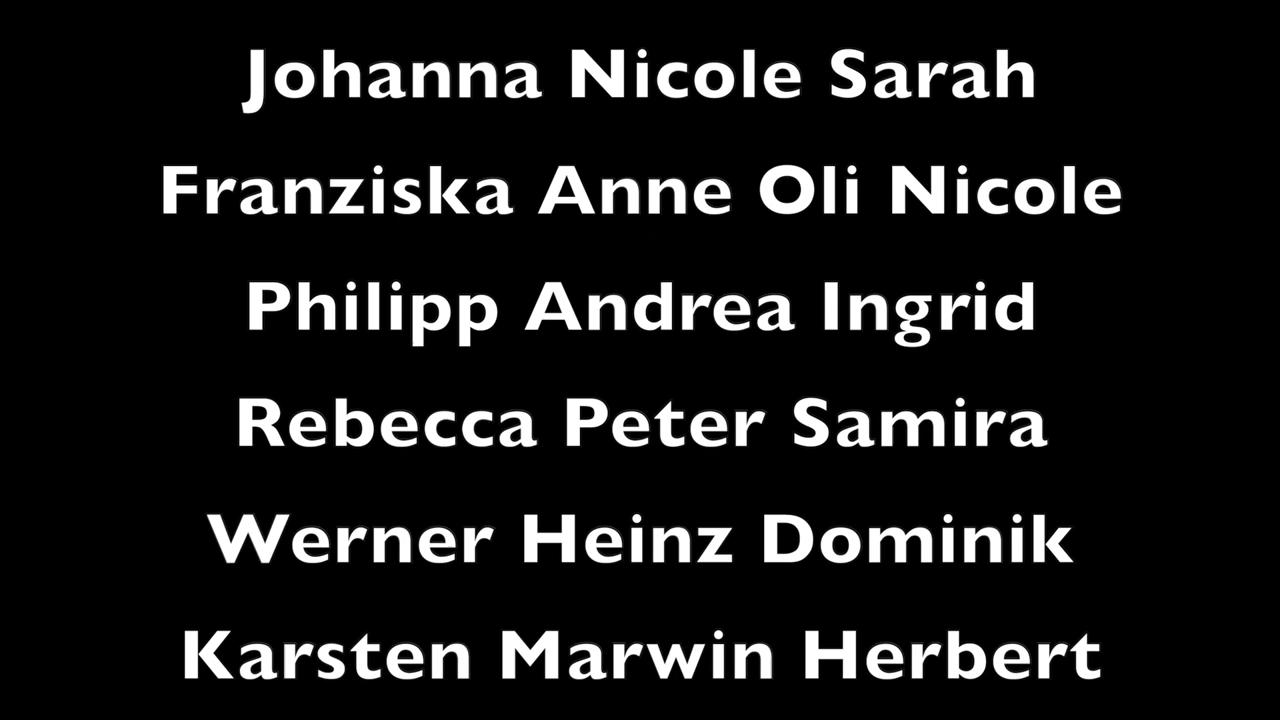 Johanna Nicole Sarah
Franziska Anne Oli Nicole
Philipp Andrea Ingrid
Rebecca Peter Samira
Werner Heinz Dominik
Karsten Marwin Herbert